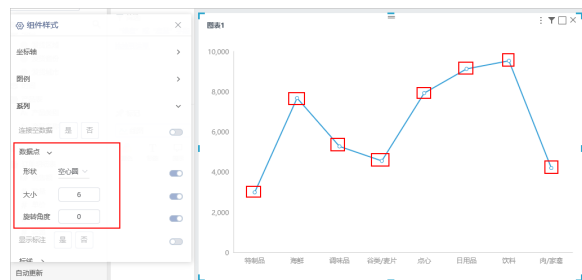 组件样式
坐标轴
图例
系列
连接空数据 是 否
数据点
形状 空心圆
大小 6
旋转角度 0
显示标注 是 否
标签
自动更新
图表1
10,000
8,000
6,000
4,000
2,000
0
特制品 海鲜 调味品 谷类/麦片 点心 日用品 饮料 肉/家禽